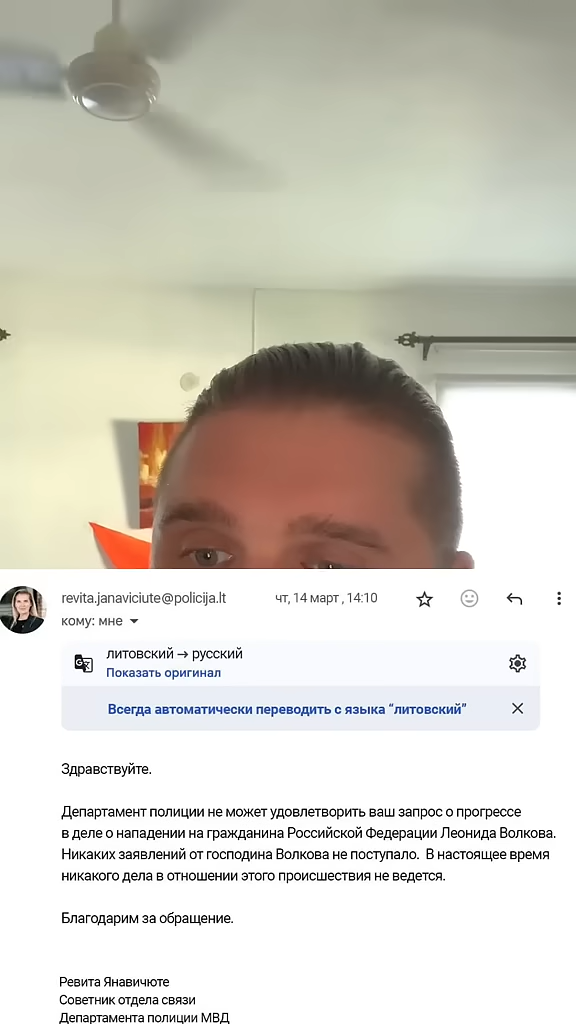 revita.janaviciute@policija.lt чт, 14 март , 14:10
кому: мне
литовский → русский
Показать оригинал
Всегда автоматически переводить с языка “литовский”
Здравствуйте.
Департамент полиции не может удовлетворить ваш запрос о прогрессе
в деле о нападении на гражданина Российской Федерации Леонида Волкова.
Никаких заявлений от господина Волкова не поступало. В настоящее время
никакого дела в отношении этого происшествия не ведется.
Благодарим за обращение.
Ревита Янавичюте
Советник отдела связи
Департамента полиции МВД